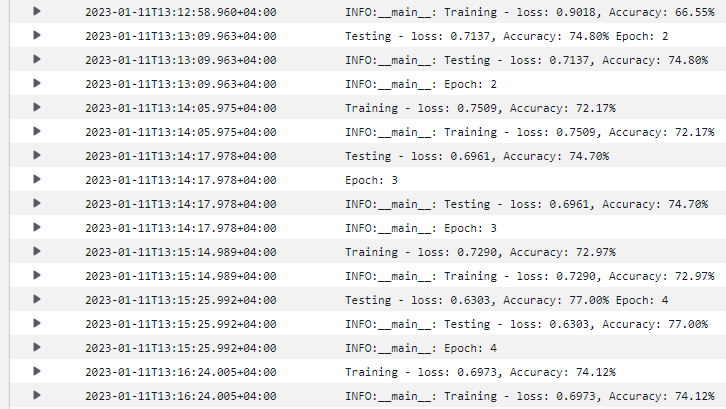 2023-01-11T13:12:58.960+04:00 INFO:__main__: Training - loss: 0.9018, Accuracy: 66.55%
2023-01-11T13:13:09.963+04:00 Testing - loss: 0.7137, Accuracy: 74.80% Epoch: 2
2023-01-11T13:13:09.963+04:00 INFO:__main__: Testing - loss: 0.7137, Accuracy: 74.80%
2023-01-11T13:13:09.963+04:00 INFO:__main__: Epoch: 2
2023-01-11T13:14:05.975+04:00 Training - loss: 0.7509, Accuracy: 72.17%
2023-01-11T13:14:05.975+04:00 INFO:__main__: Training - loss: 0.7509, Accuracy: 72.17%
2023-01-11T13:14:17.978+04:00 Testing - loss: 0.6961, Accuracy: 74.70%
2023-01-11T13:14:17.978+04:00 Epoch: 3
2023-01-11T13:14:17.978+04:00 INFO:__main__: Testing - loss: 0.6961, Accuracy: 74.70%
2023-01-11T13:14:17.978+04:00 INFO:__main__: Epoch: 3
2023-01-11T13:15:14.989+04:00 Training - loss: 0.7290, Accuracy: 72.97%
2023-01-11T13:15:14.989+04:00 INFO:__main__: Training - loss: 0.7290, Accuracy: 72.97%
2023-01-11T13:15:25.992+04:00 Testing - loss: 0.6303, Accuracy: 77.00% Epoch: 4
2023-01-11T13:15:25.992+04:00 INFO:__main__: Testing - loss: 0.6303, Accuracy: 77.00%
2023-01-11T13:15:25.992+04:00 INFO:__main__: Epoch: 4
2023-01-11T13:16:24.005+04:00 Training - loss: 0.6973, Accuracy: 74.12%
2023-01-11T13:16:24.005+04:00 INFO:__main__: Training - loss: 0.6973, Accuracy: 74.12%